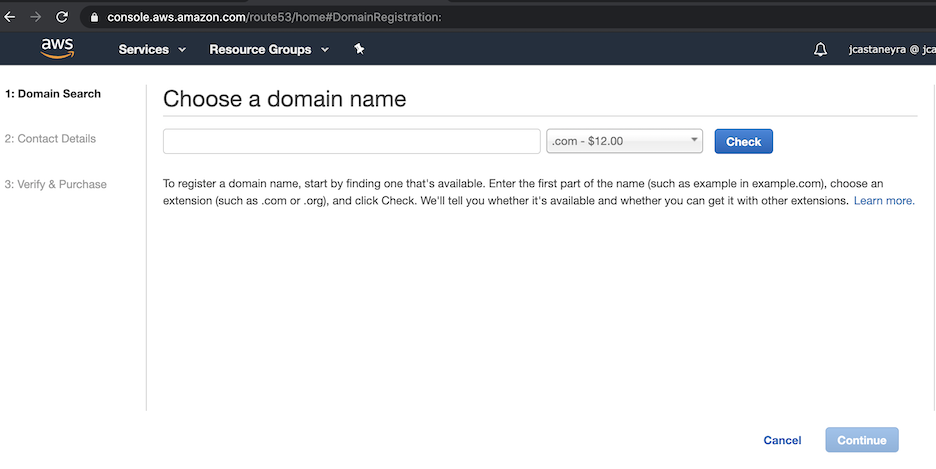 console.aws.amazon.com/route53/home#DomainRegistration:
aws Services Resource Groups jcastaneyra @ jca
1: Domain Search
2: Contact Details
3: Verify & Purchase
Choose a domain name
.com - $12.00 Check
To register a domain name, start by finding one that's available. Enter the first part of the name (such as example in example.com), choose an
extension (such as .com or .org), and click Check. We'll tell you whether it's available and whether you can get it with other extensions. Learn more.
Cancel Continue